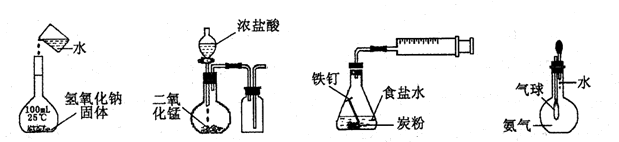 水
氢氧化钠
固体
100mL
25℃
浓盐酸
二氧
化锰
铁钉
食盐水
炭粉
气球
水
氨气